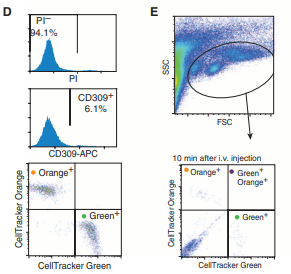 D
PI⁻
94.1%
PI
CD309⁺
6.1%
CD309-APC
Orange⁺
Green⁺
CellTracker Orange
CellTracker Green
E
SSC
FSC
10 min after i.v. injection
Orange⁺
Green⁺
Orange⁺
Green⁺
CellTracker Orange
CellTracker Green